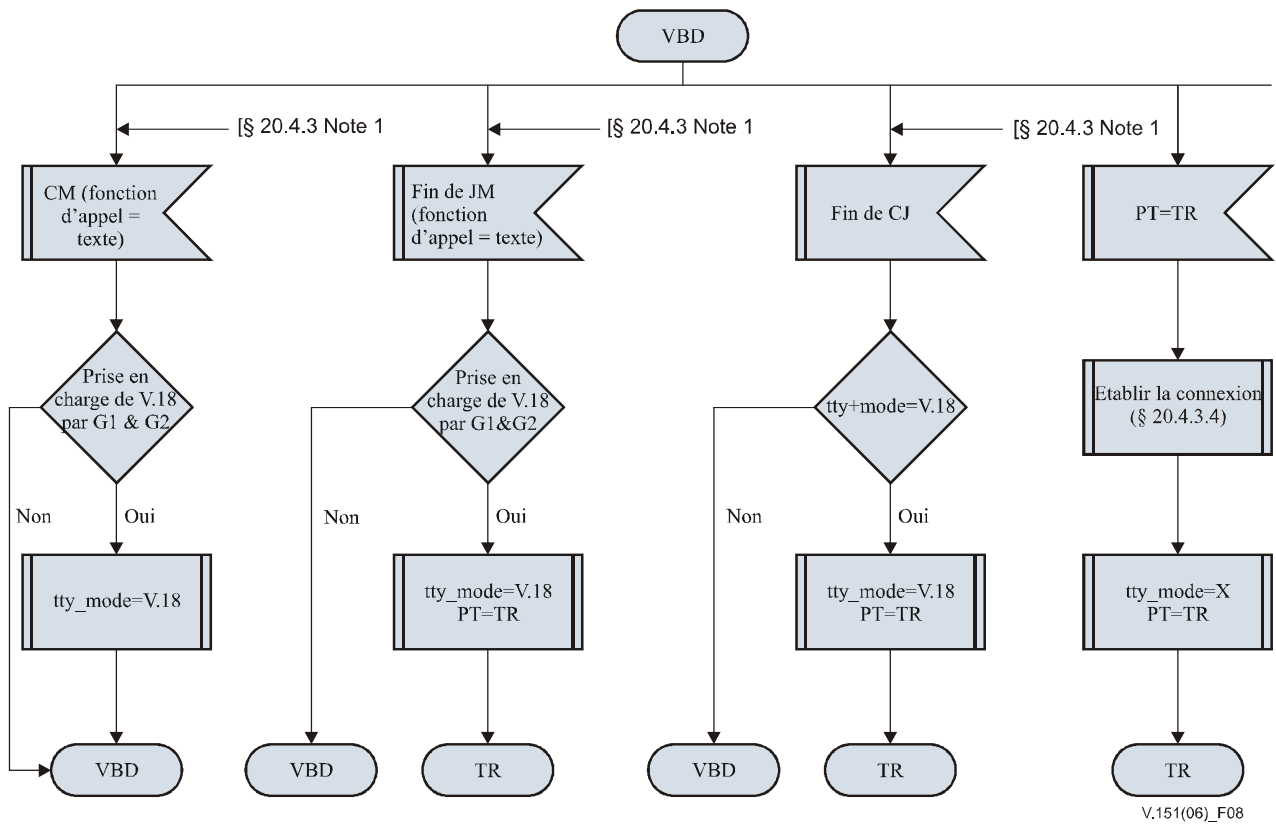 VBD
[§ 20.4.3 Note 1
[§ 20.4.3 Note 1
[§ 20.4.3 Note 1
CM (fonction
d'appel =
texte)
Fin de JM
(fonction
d'appel = texte)
Fin de CJ
PT=TR
Prise en
charge de V.18
par G1 & G2
Prise en
charge de V.18
par G1&G2
tty+mode=V.18
Etablir la connexion
(§ 20.4.3.4)
Non
Oui
Non
Oui
Non
Oui
tty_mode=V.18
tty_mode=V.18
PT=TR
tty_mode=V.18
PT=TR
tty_mode=X
PT=TR
VBD
VBD
TR
VBD
TR
TR
V.151(06)_F08